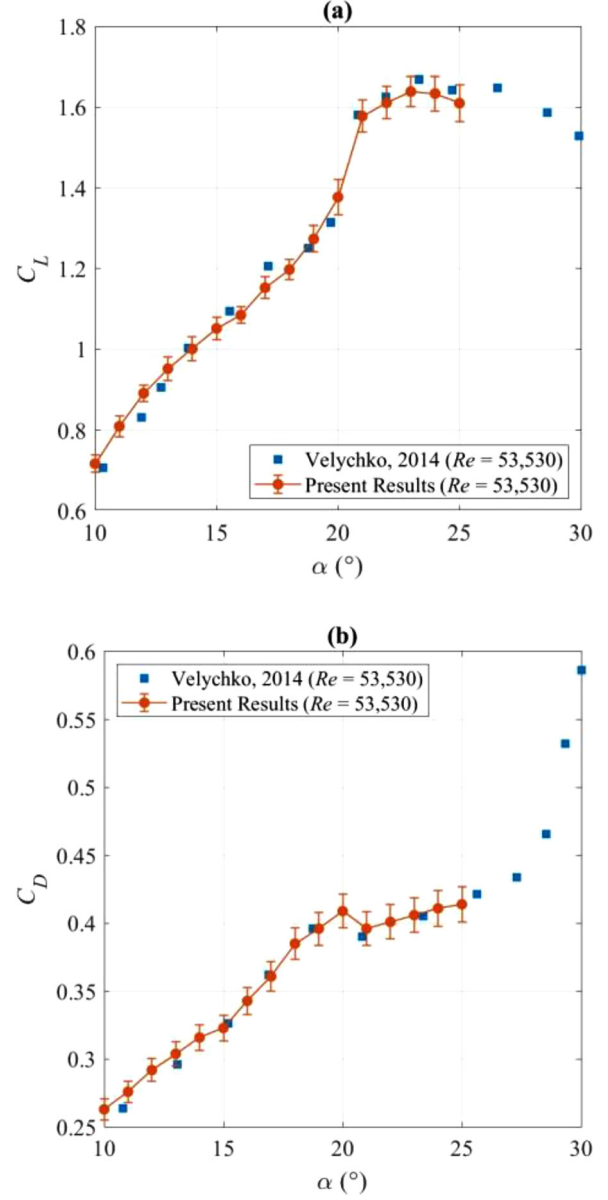 (a)
1.8
1.6
1.4
1.2
1
0.8
0.6
C_L
Velychko, 2014 (Re = 53,530)
Present Results (Re = 53,530)
10 15 20 25 30
α (°)
(b)
0.6
0.55
0.5
0.45
0.4
0.35
0.3
0.25
C_D
Velychko, 2014 (Re = 53,530)
Present Results (Re = 53,530)
10 15 20 25 30
α (°)